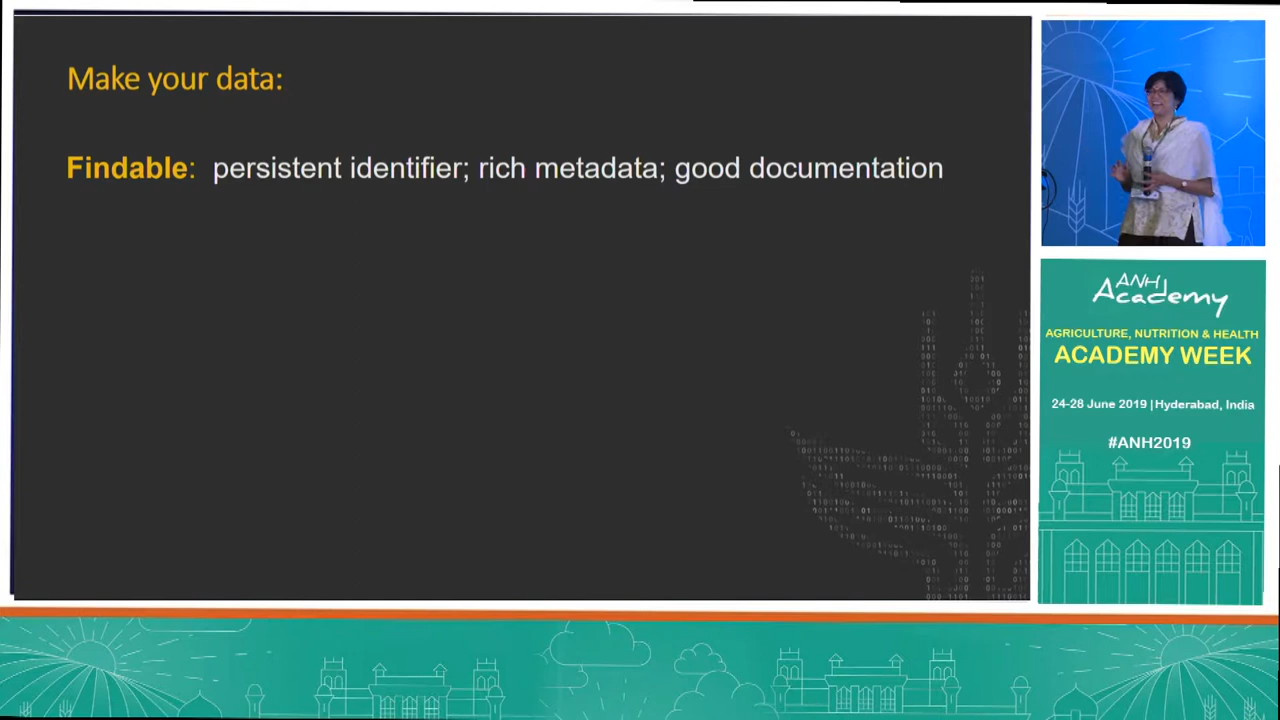 Make your data:
Findable: persistent identifier; rich metadata; good documentation
ANH
Academy
AGRICULTURE, NUTRITION & HEALTH
ACADEMY WEEK
24-28 June 2019 | Hyderabad, India
#ANH2019